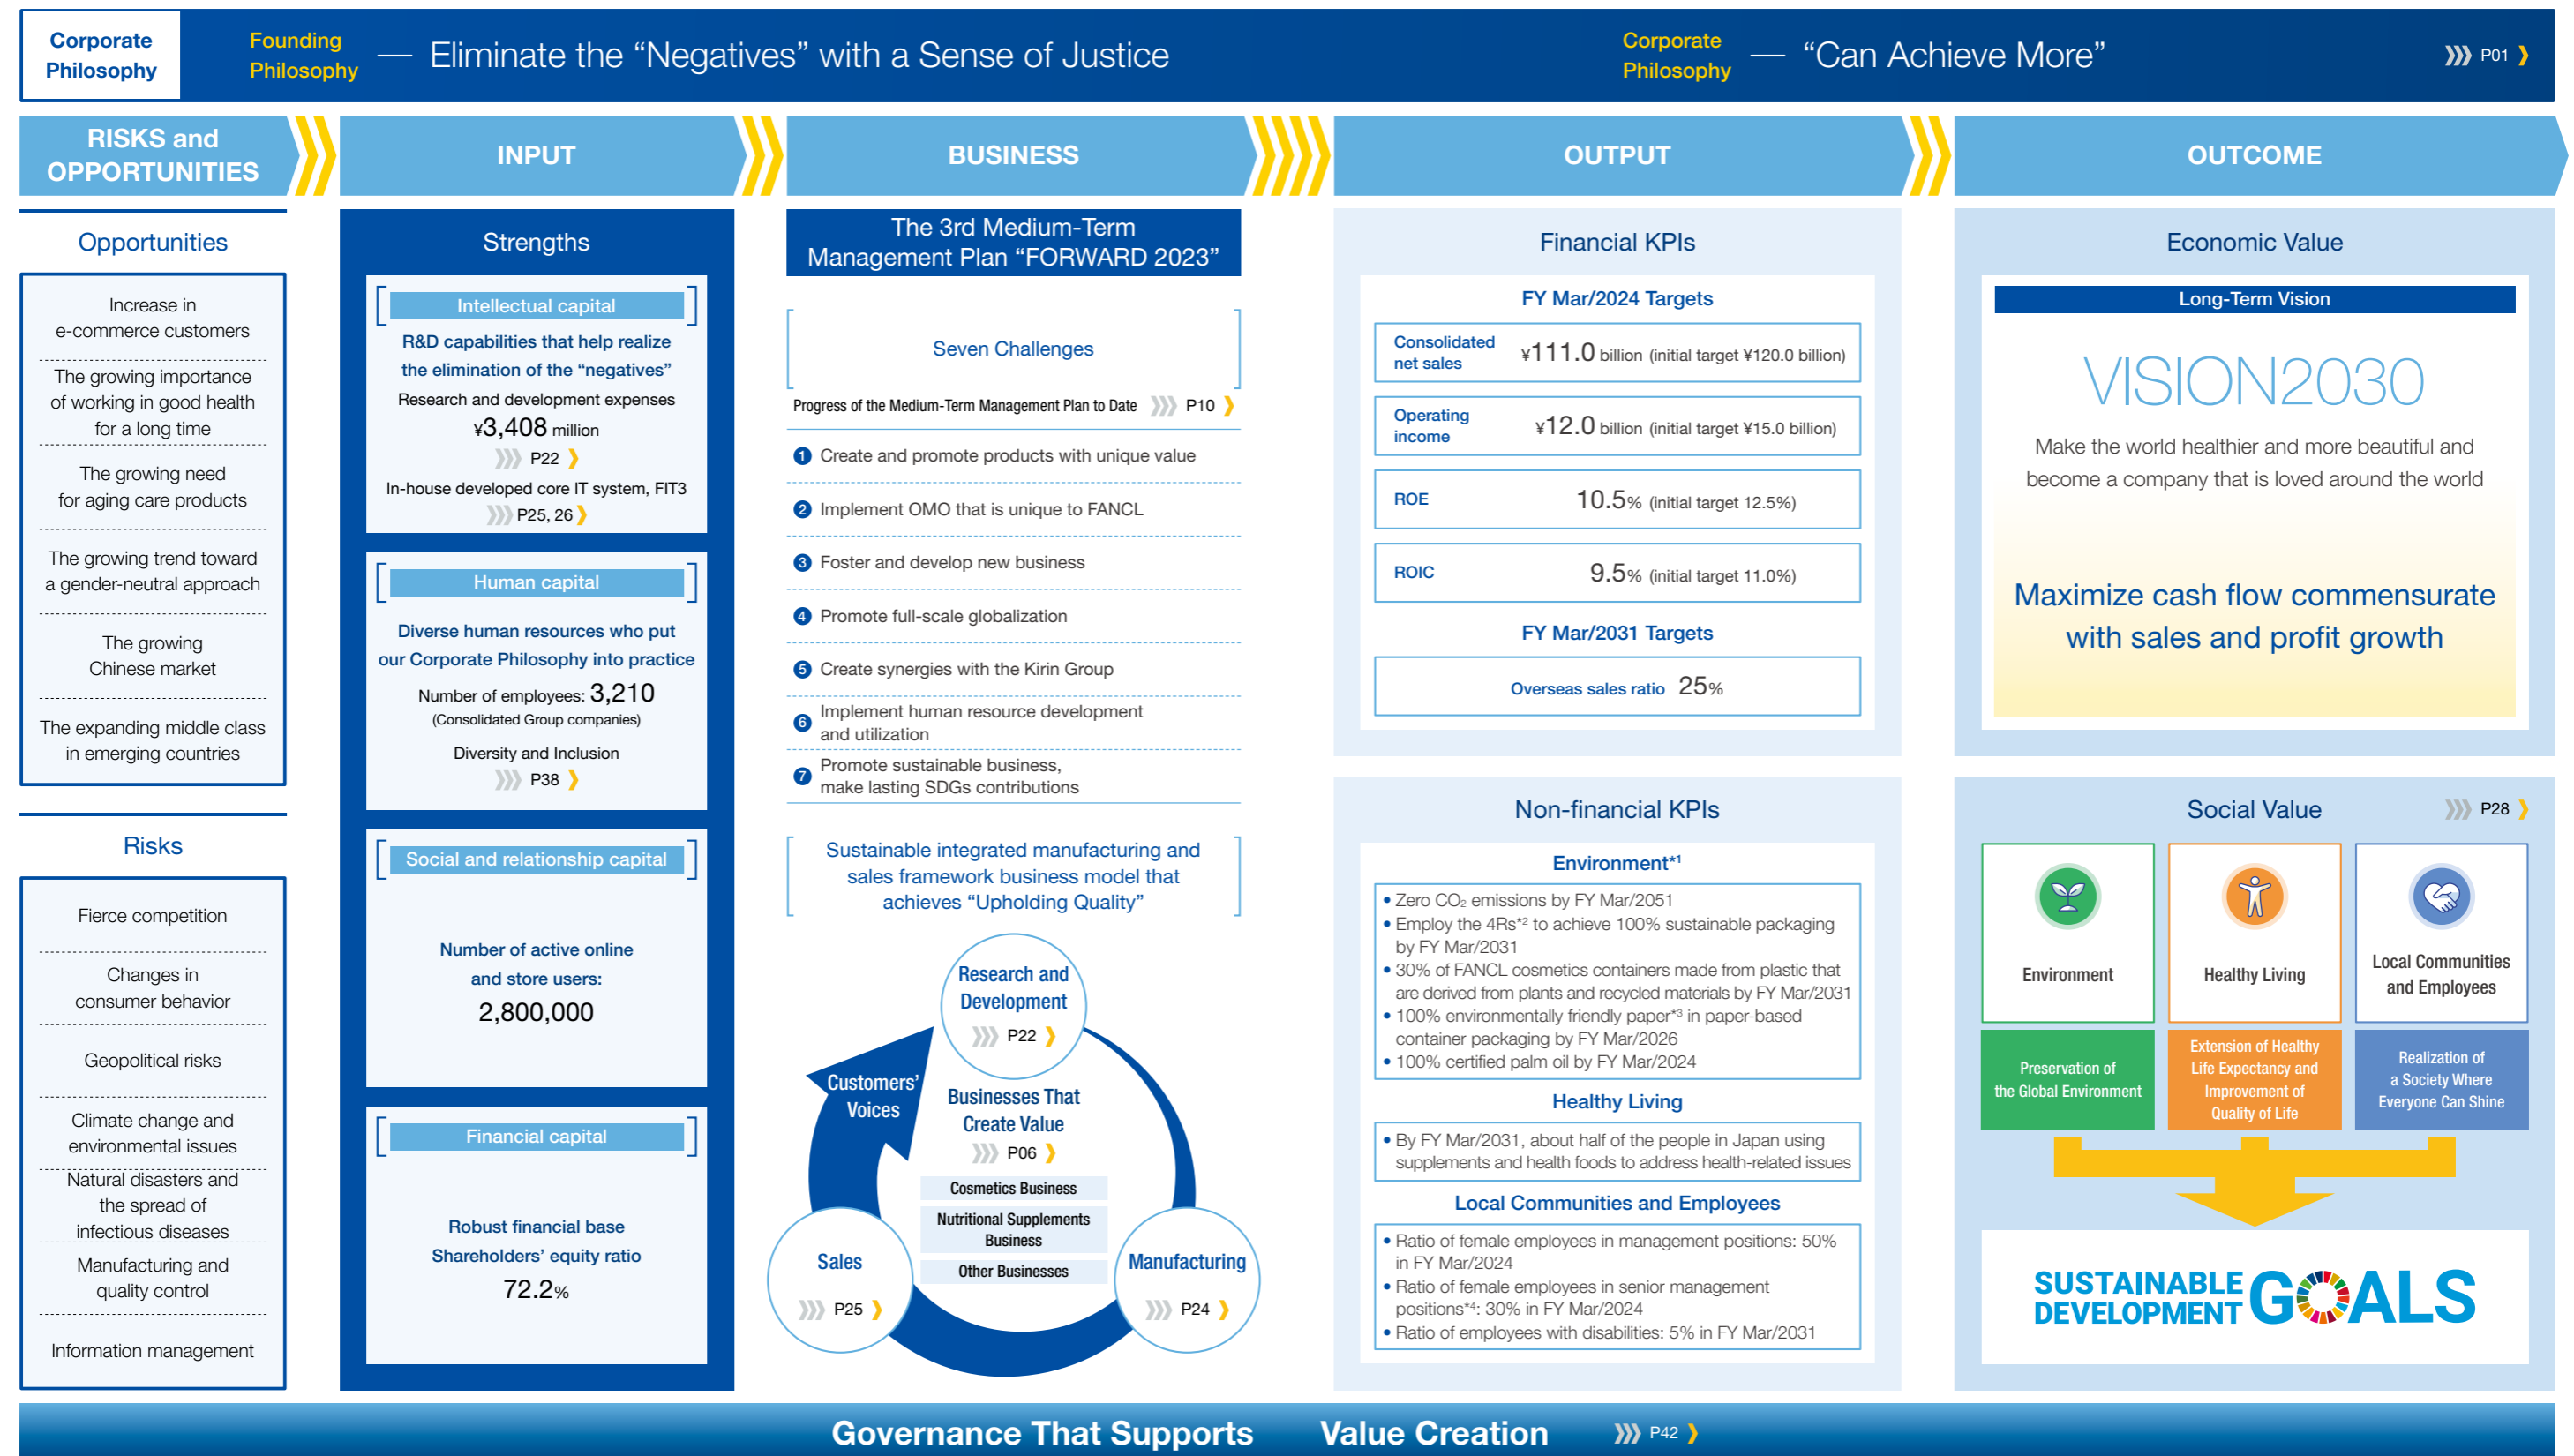 Corporate
Philosophy
Founding
Philosophy
— Eliminate the “Negatives” with a Sense of Justice
Corporate
Philosophy
— “Can Achieve More”
P01
RISKS and
OPPORTUNITIES
INPUT
BUSINESS
OUTPUT
OUTCOME
Opportunities
Increase in
e-commerce customers
The growing importance
of working in good health
for a long time
The growing need
for aging care products
The growing trend toward
a gender-neutral approach
The growing
Chinese market
The expanding middle class
in emerging countries
Risks
Fierce competition
Changes in
consumer behavior
Geopolitical risks
Climate change and
environmental issues
Natural disasters and
the spread of
infectious diseases
Manufacturing and
quality control
Information management
Strengths
Intellectual capital
R&D capabilities that help realize
the elimination of the “negatives”
Research and development expenses
¥3,408 million
P22
In-house developed core IT system, FIT3
P25, 26
Human capital
Diverse human resources who put
our Corporate Philosophy into practice
Number of employees: 3,210
(Consolidated Group companies)
Diversity and Inclusion
P38
Social and relationship capital
Number of active online
and store users:
2,800,000
Financial capital
Robust financial base
Shareholders’ equity ratio
72.2%
The 3rd Medium-Term
Management Plan “FORWARD 2023”
Seven Challenges
Progress of the Medium-Term Management Plan to Date P10
1 Create and promote products with unique value
2 Implement OMO that is unique to FANCL
3 Foster and develop new business
4 Promote full-scale globalization
5 Create synergies with the Kirin Group
6 Implement human resource development
and utilization
7 Promote sustainable business,
make lasting SDGs contributions
Sustainable integrated manufacturing and
sales framework business model that
achieves “Upholding Quality”
Research and
Development
P22
Customers’
Voices
Businesses That
Create Value
P06
Cosmetics Business
Nutritional Supplements
Business
Other Businesses
Sales
P25
Manufacturing
P24
Financial KPIs
FY Mar/2024 Targets
Consolidated
net sales
¥111.0 billion (initial target ¥120.0 billion)
Operating
income
¥12.0 billion (initial target ¥15.0 billion)
ROE 10.5% (initial target 12.5%)
ROIC 9.5% (initial target 11.0%)
FY Mar/2031 Targets
Overseas sales ratio 25%
Non-financial KPIs
Environment*1
• Zero CO₂ emissions by FY Mar/2051
• Employ the 4Rs*2 to achieve 100% sustainable packaging
by FY Mar/2031
• 30% of FANCL cosmetics containers made from plastic that
are derived from plants and recycled materials by FY Mar/2031
• 100% environmentally friendly paper*3 in paper-based
container packaging by FY Mar/2026
• 100% certified palm oil by FY Mar/2024
Healthy Living
• By FY Mar/2031, about half of the people in Japan using
supplements and health foods to address health-related issues
Local Communities and Employees
• Ratio of female employees in management positions: 50%
in FY Mar/2024
• Ratio of female employees in senior management
positions*4: 30% in FY Mar/2024
• Ratio of employees with disabilities: 5% in FY Mar/2031
Economic Value
Long-Term Vision
VISION2030
Make the world healthier and more beautiful and
become a company that is loved around the world
Maximize cash flow commensurate
with sales and profit growth
Social Value
P28
Environment
Healthy Living
Local Communities
and Employees
Preservation of
the Global Environment
Extension of Healthy
Life Expectancy and
Improvement of
Quality of Life
Realization of
a Society Where
Everyone Can Shine
SUSTAINABLE
DEVELOPMENT
GOALS
Governance That Supports Value Creation P42